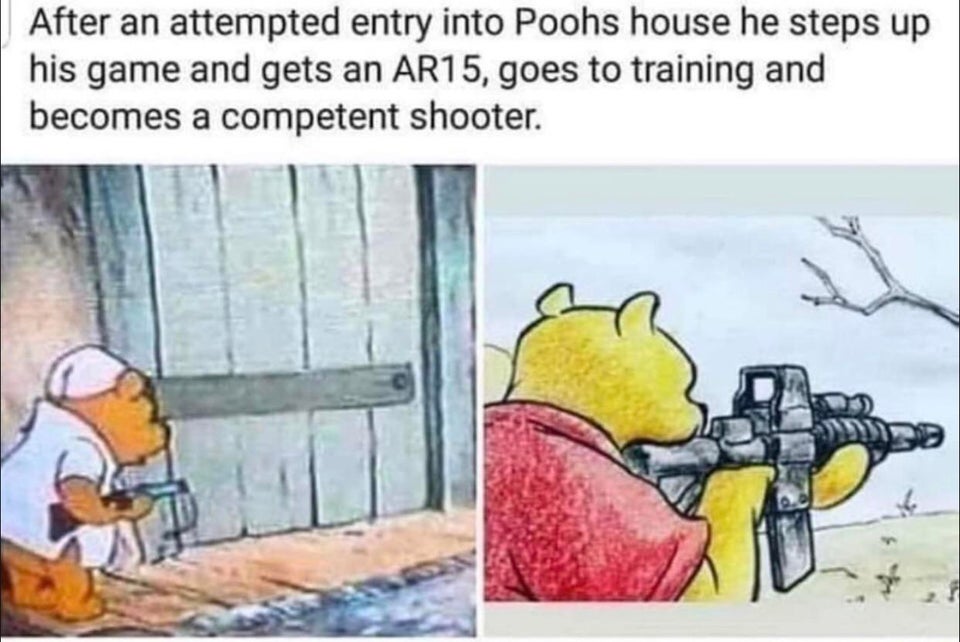 After an attempted entry into Poohs house he steps up
his game and gets an AR15, goes to training and
becomes a competent shooter.